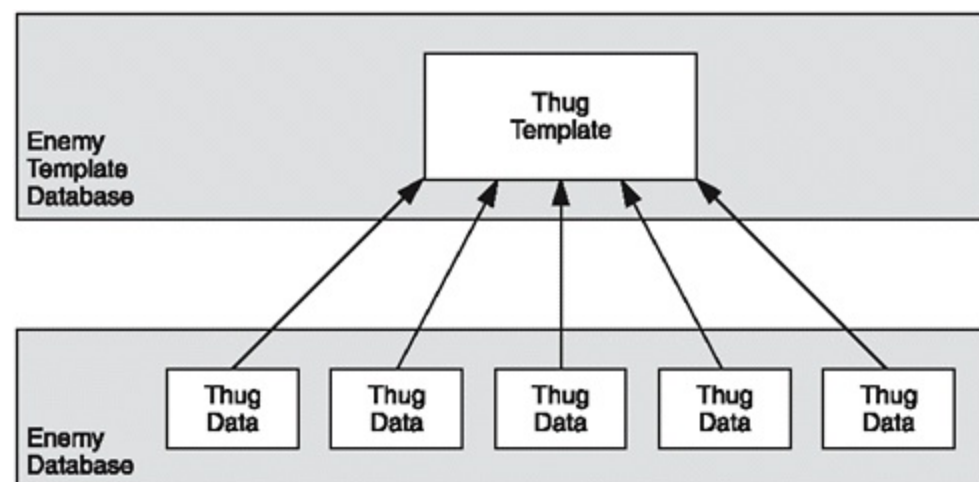 Thug
Template
Enemy
Template
Database
Thug
Data
Thug
Data
Thug
Data
Thug
Data
Thug
Data
Enemy
Database